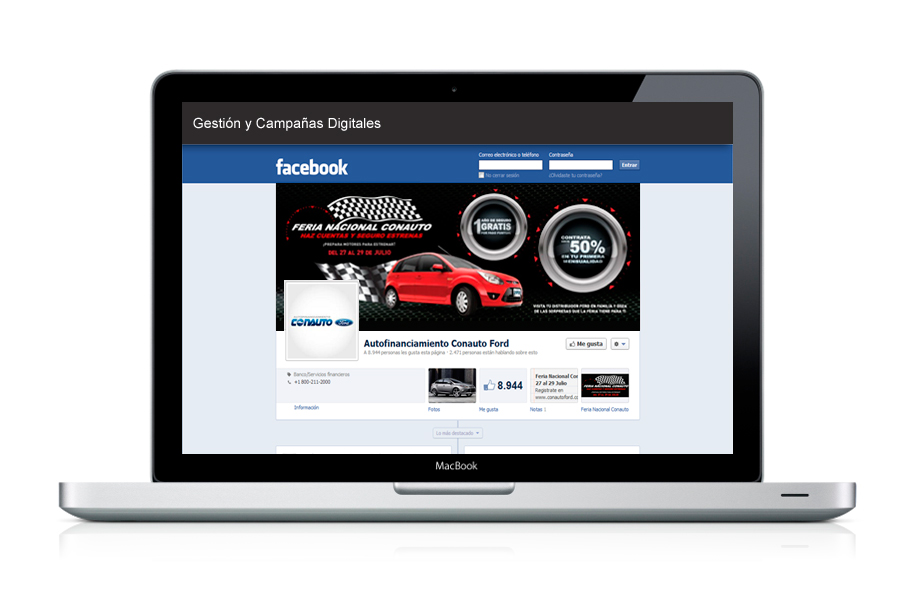 Gestión y Campañas Digitales
facebook
Correo electrónico o teléfono
Contraseña
Entrar
No cerrar sesión
¿Olvidaste tu contraseña?
FERIA NACIONAL CONAUTO
HAZ CUENTAS Y SEGURO ESTRENAS
¡PREPARA MOTORES PARA ESTRENAR!
DEL 27 AL 29 DE JULIO
1 AÑO DE SEGURO
GRATIS
CONTRATA
50%
EN TU PRIMERA
MENSUALIDAD
VISITA TU DISTRIBUIDOR FORD EN FAMILIA Y GOZA
DE LAS SORPRESAS QUE LA FERIA TIENE PARA TI
CONAUTO Ford
Autofinanciamiento Conauto Ford
A 8.944 personas les gusta esta página · 2.471 personas están hablando sobre esto
Me gusta
Banco/Servicios financieros
+1 800-211-2000
Información
Fotos
8.944
Me gusta
Feria Nacional Con
27 al 29 Julio
Regístrate en
www.conautoford.c
Notas
FERIA NACIONAL CONAUTO
Feria Nacional Conauto
Lo más destacado
MacBook